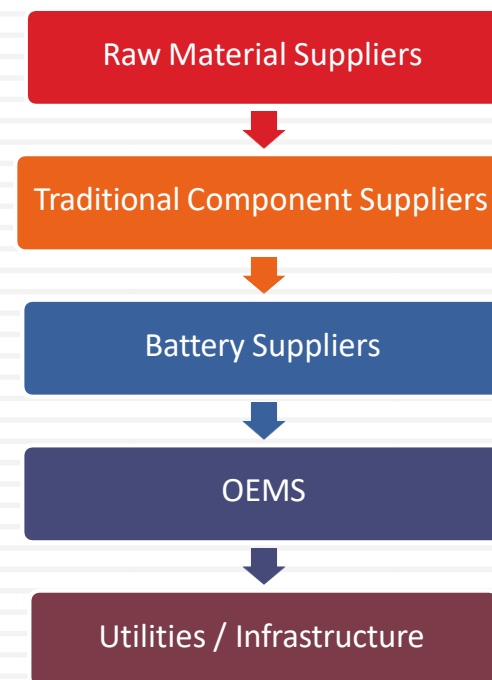 Raw Material Suppliers
Traditional Component Suppliers
Battery Suppliers
OEMS
Utilities / Infrastructure